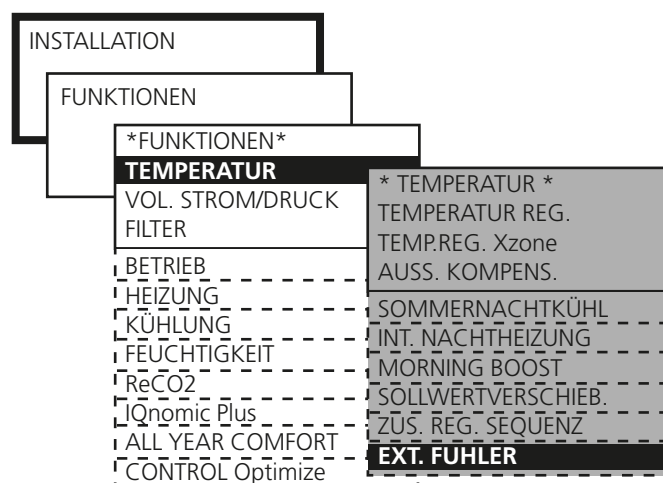 INSTALLATION
FUNKTIONEN
*FUNKTIONEN*
TEMPERATUR
VOL. STROM/DRUCK
FILTER
BETRIEB
HEIZUNG
KÜHLUNG
FEUCHTIGKEIT
ReCO2
IQnomic Plus
ALL YEAR COMFORT
CONTROL Optimize
* TEMPERATUR *
TEMPERATUR REG.
TEMP.REG. Xzone
AUSS. KOMPENS.
SOMMERNACHTKÜHL
INT. NACHTHEIZUNG
MORNING BOOST
SOLLWERTVERSCHIEB.
ZUS. REG. SEQUENZ
EXT. FUHLER